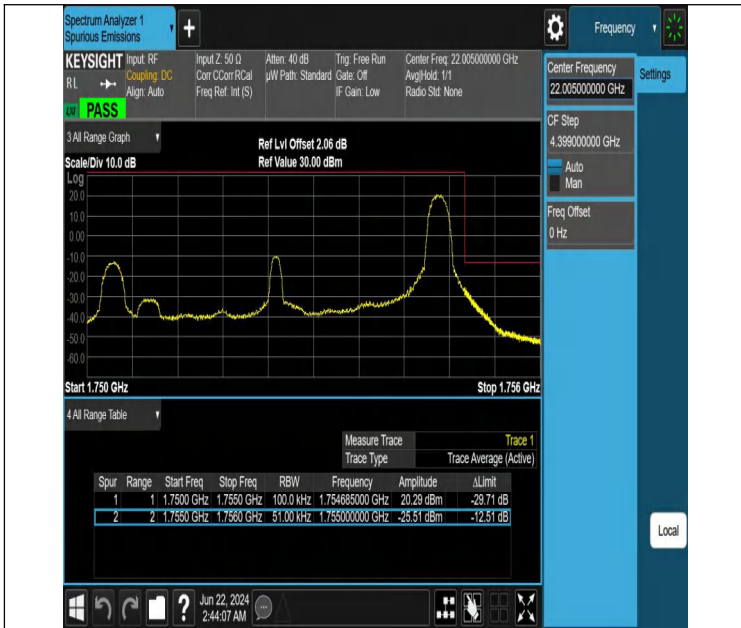 Spectrum Analyzer 1
Spurious Emissions
Frequency
KEYSIGHT
RL
Input: RF
Coupling: DC
Align: Auto
Input Z: 50 Ω
Corr CCorr RCal
Freq Ref: Int (S)
Atten: 40 dB
µW Path: Standard
Trig: Free Run
Gate: Off
IF Gain: Low
Center Freq: 22.005000000 GHz
Avg|Hold: 1/1
Radio Std: None
PASS
Center Frequency
22.005000000 GHz
Settings
CF Step
4.399000000 GHz
Auto
Man
Freq Offset
0 Hz
3 All Range Graph
Ref Lvl Offset 2.06 dB
Scale/Div 10.0 dB
Ref Value 30.00 dBm
Log
20.0
10.0
0.00
-10.0
-20.0
-30.0
-40.0
-50.0
-60.0
Start 1.750 GHz
Stop 1.756 GHz
4 All Range Table
Measure Trace Trace 1
Trace Type Trace Average (Active)
Spur Range Start Freq Stop Freq RBW Frequency Amplitude ΔLimit
1 1 1.7500 GHz 1.7550 GHz 100.0 kHz 1.754685000 GHz 20.29 dBm -29.71 dB
2 2 1.7550 GHz 1.7560 GHz 51.00 kHz 1.755000000 GHz -25.51 dBm -12.51 dB
Local
Jun 22, 2024
2:44:07 AM